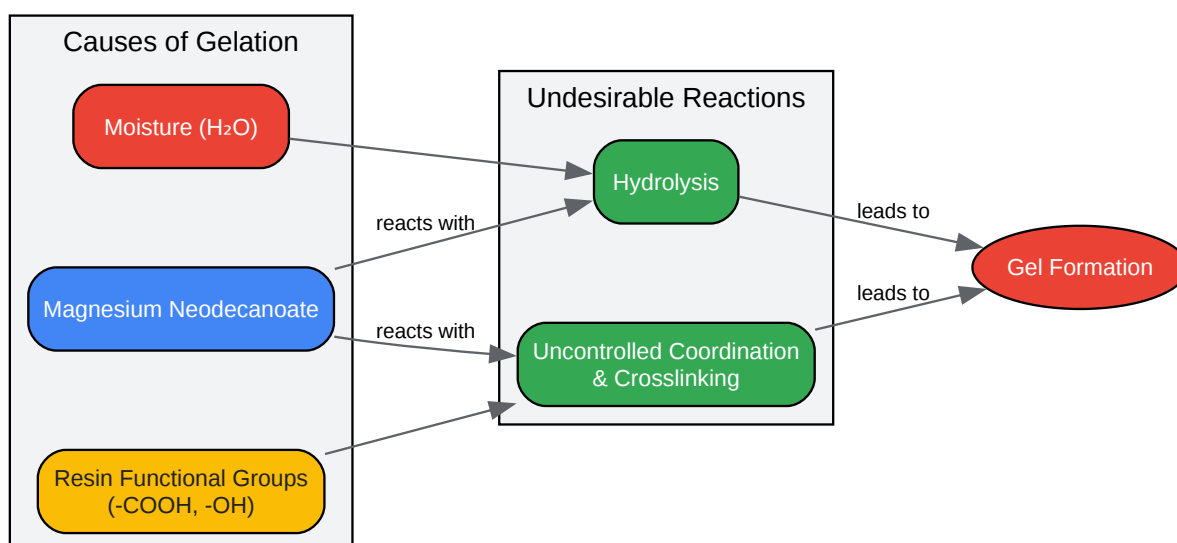 Causes of Gelation
Moisture (H₂O)
Magnesium Neodecanoate
Resin Functional Groups
(-COOH, -OH)
reacts with
reacts with
Undesirable Reactions
Hydrolysis
Uncontrolled Coordination
& Crosslinking
leads to
leads to
Gel Formation